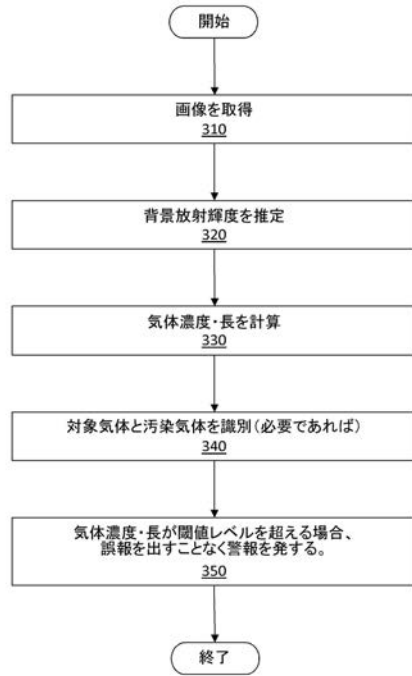 開始
画像を取得
310
背景放射輝度を推定
320
気体濃度・長を計算
330
対象気体と汚染気体を識別(必要であれば)
340
気体濃度・長が閾値レベルを超える場合、
誤報を出すことなく警報を発する。
350
終了